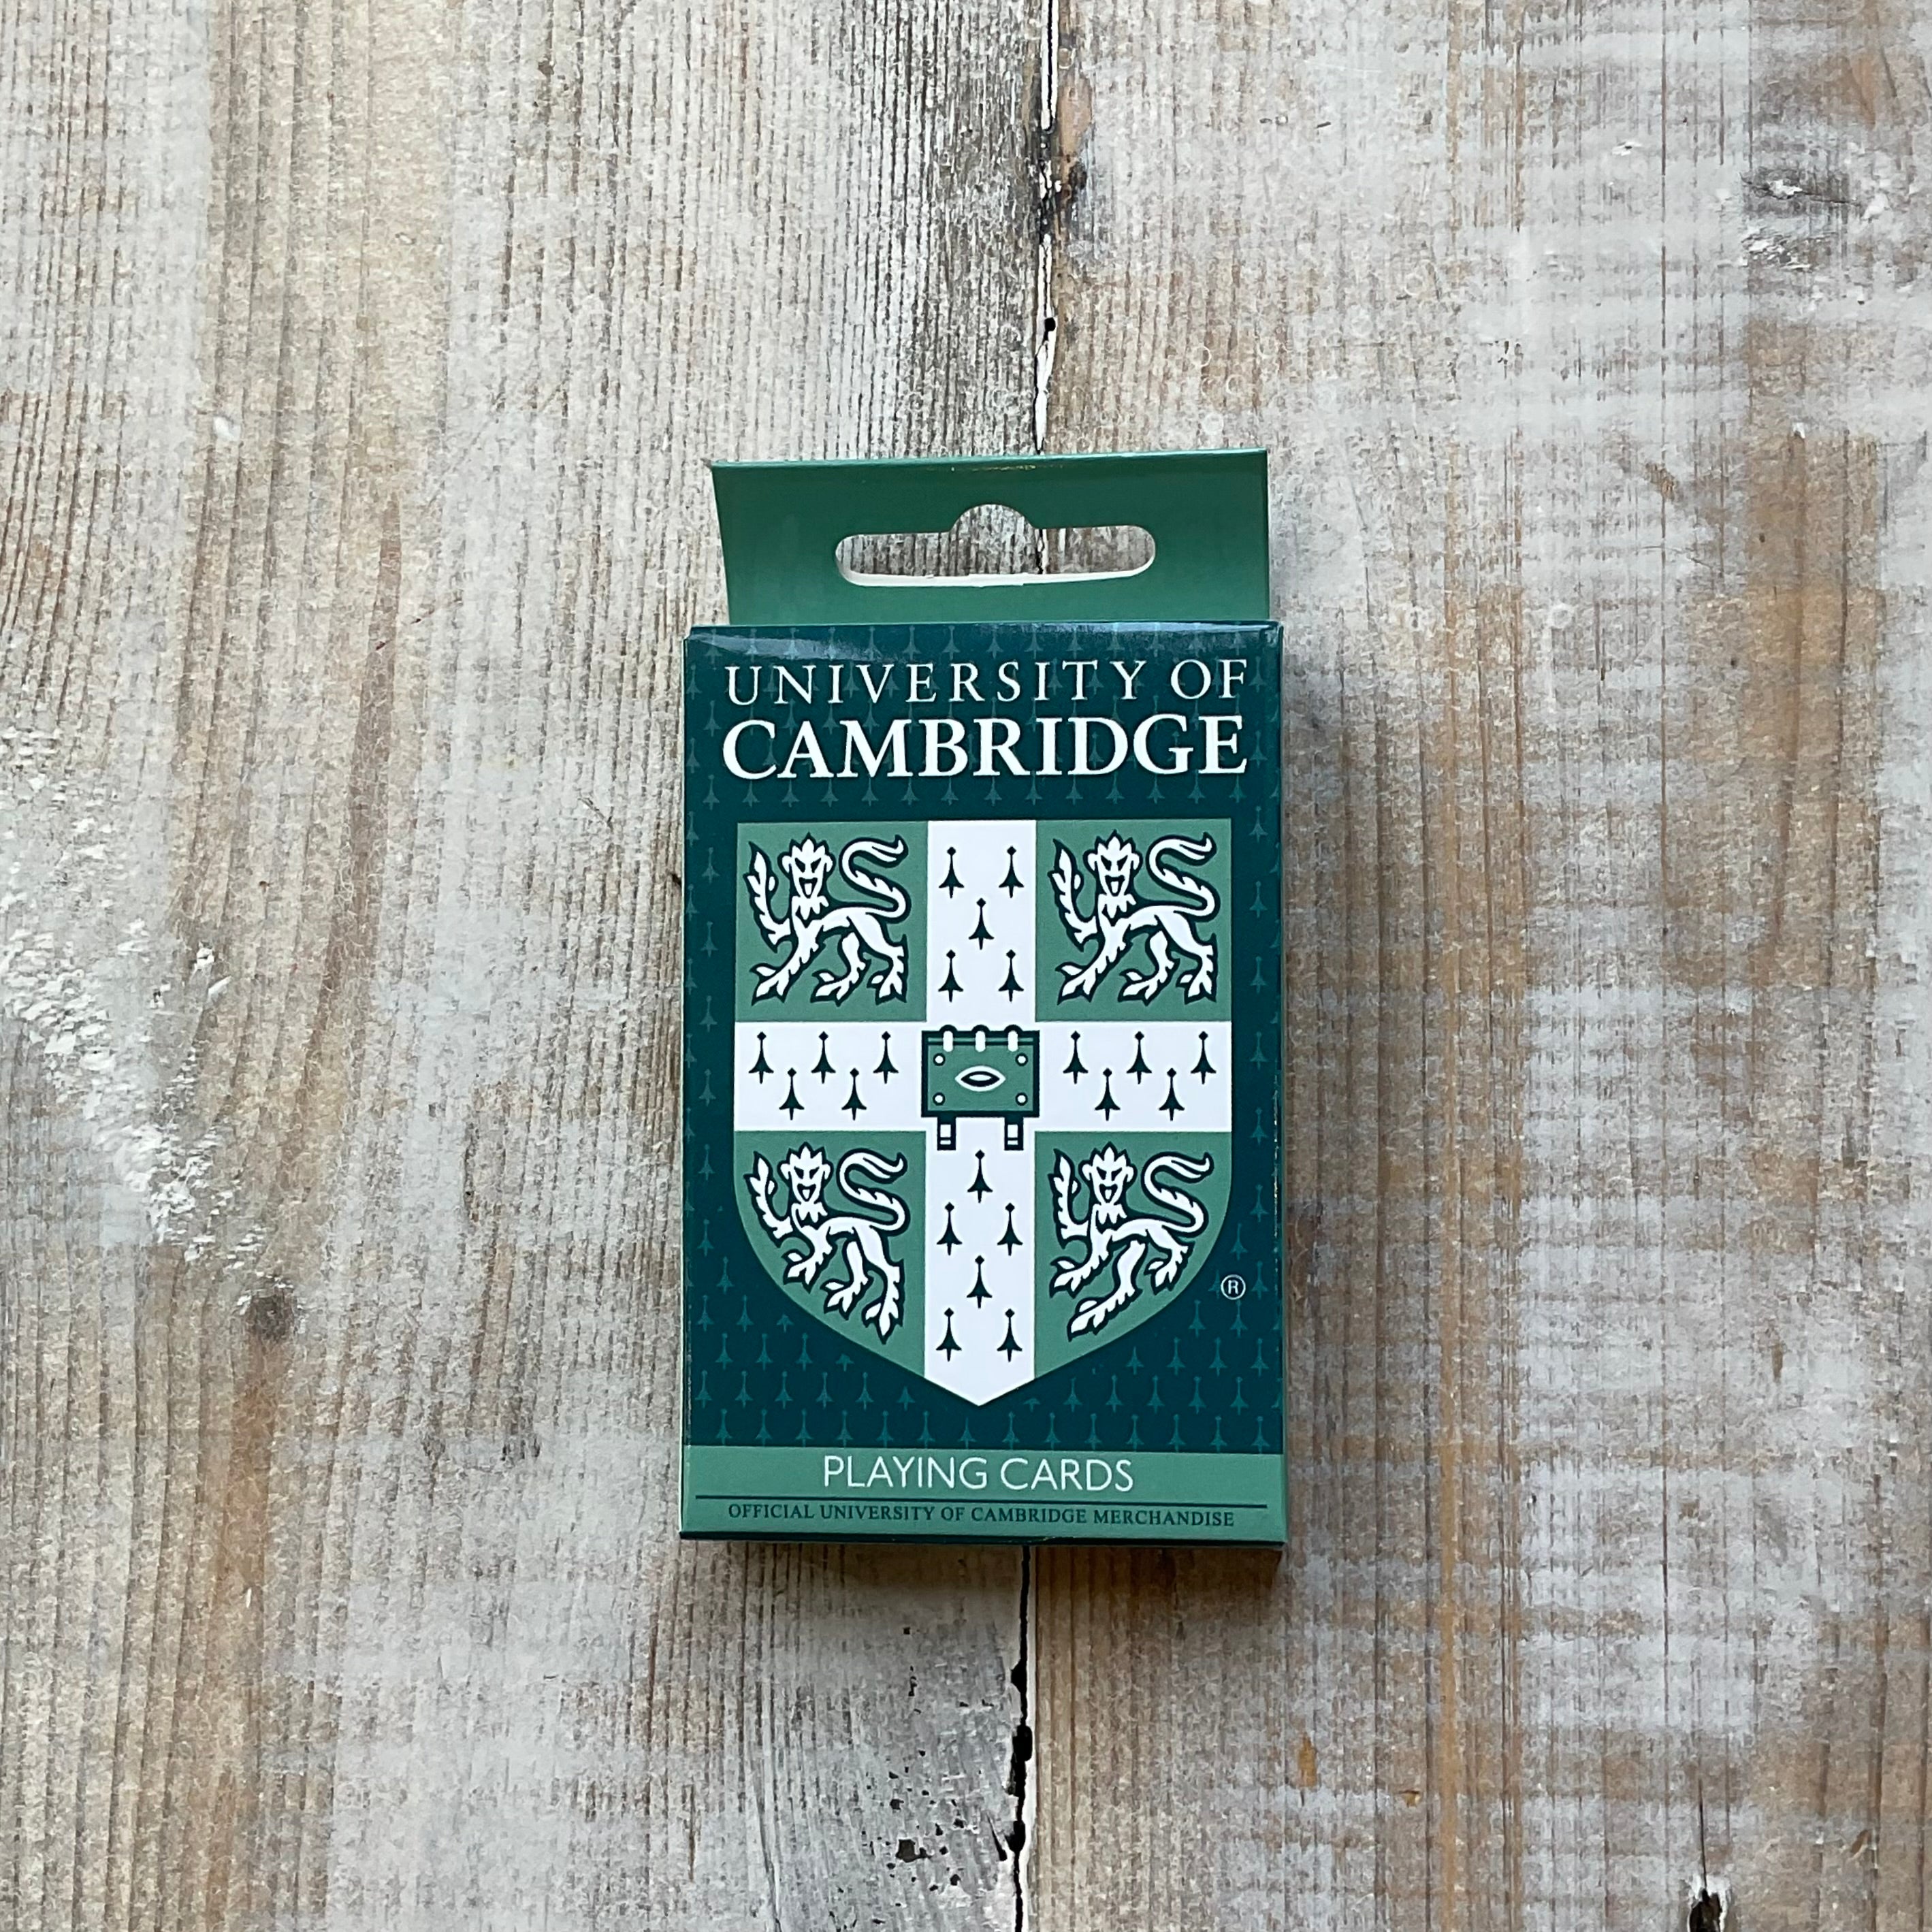 UNIVERSITY OF
CAMBRIDGE
®
PLAYING CARDS
OFFICIAL UNIVERSITY OF CAMBRIDGE MERCHANDISE